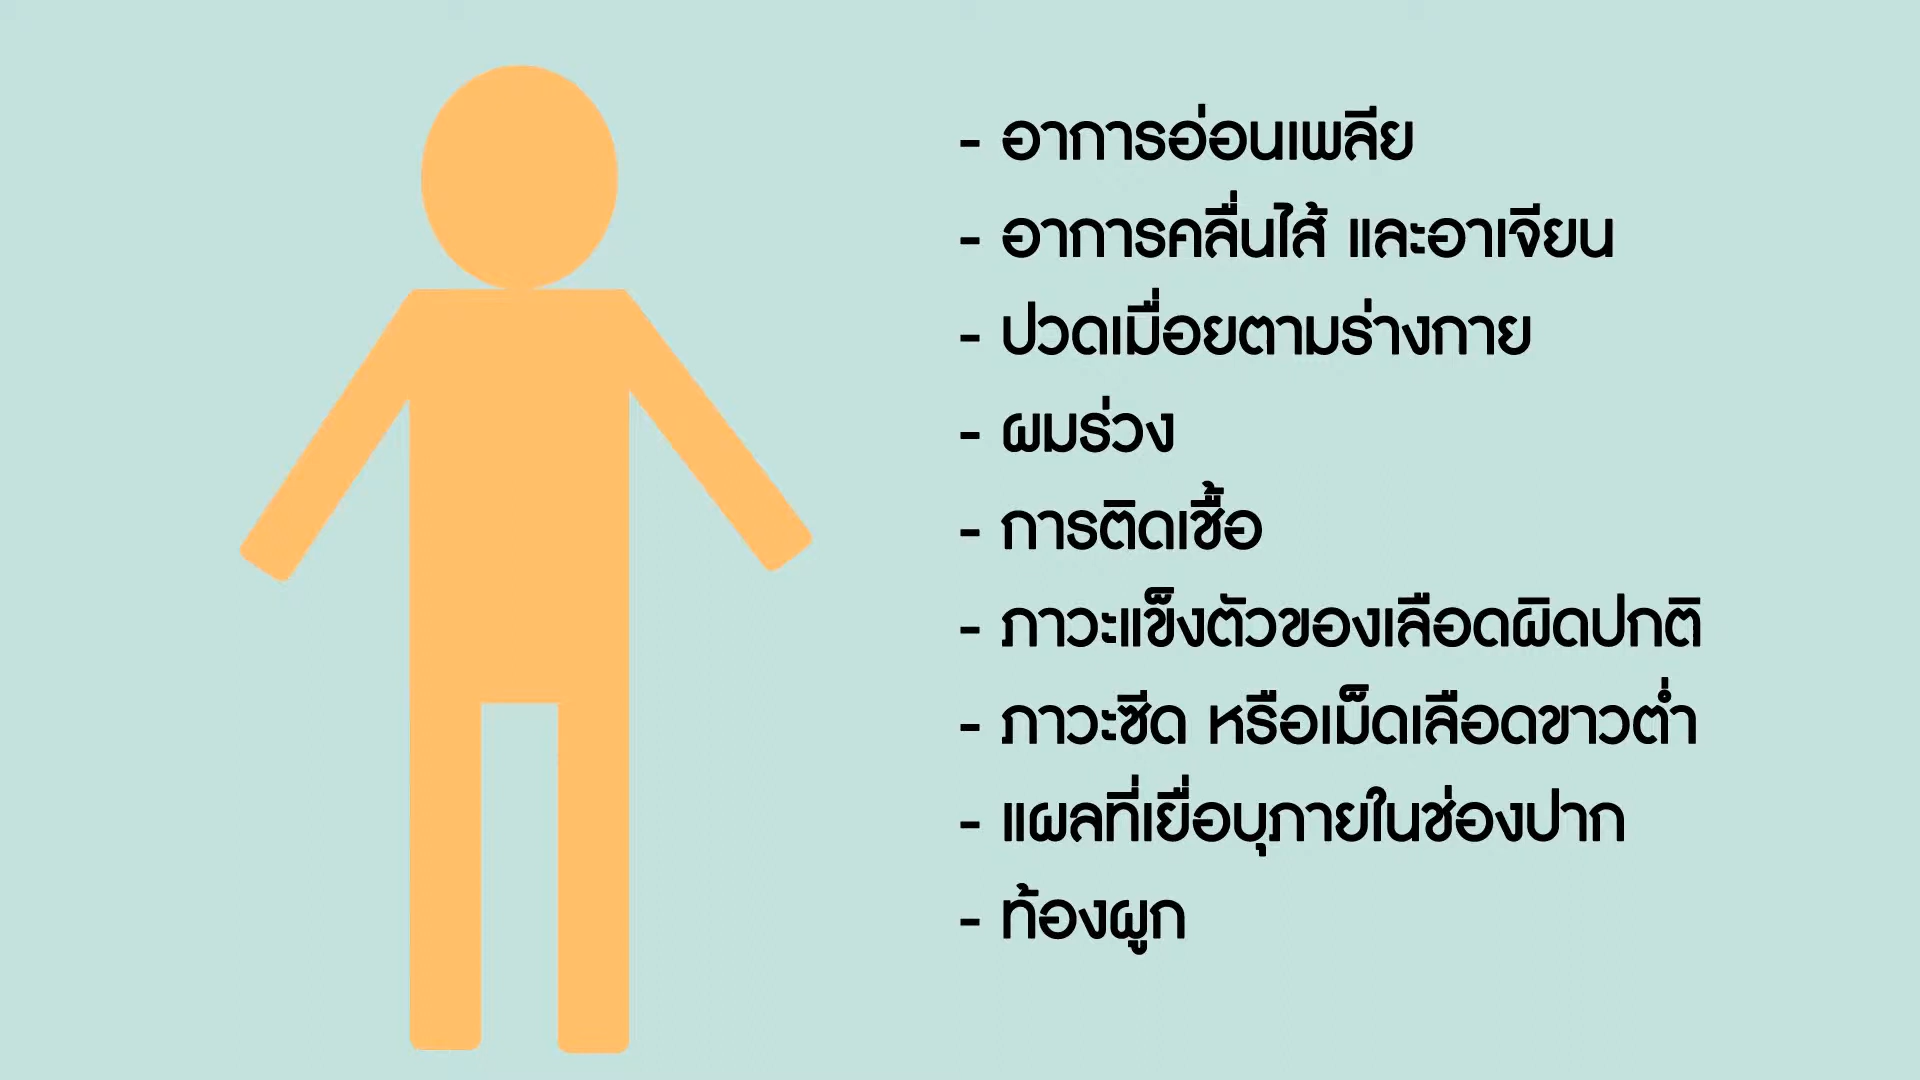 - อาการอ่อนเพลีย
- อาการคลื่นไส้ และอาเจียน
- ปวดเมื่อยตามร่างกาย
- ผมร่วง
- การติดเชื้อ
- ภาวะแข็งตัวของเลือดผิดปกติ
- ภาวะซีด หรือเม็ดเลือดขาวต่ำ
- แผลที่เยื่อบุภายในช่องปาก
- ท้องผูก